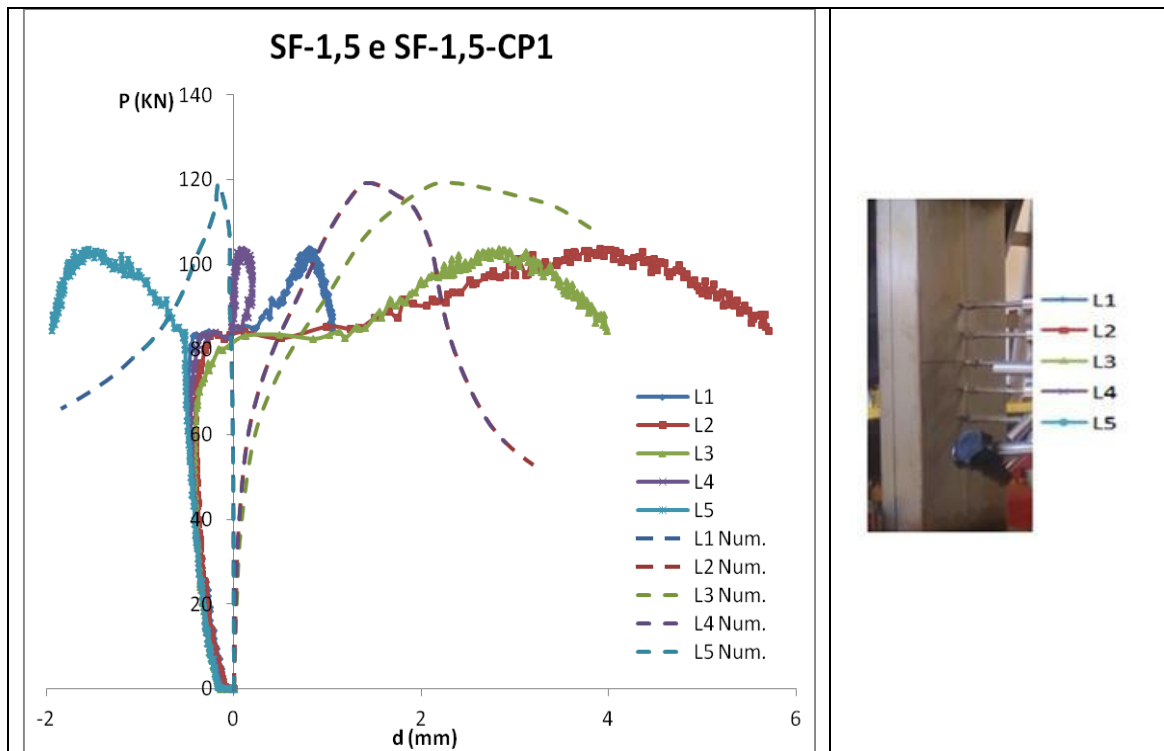 SF-1,5 e SF-1,5-CP1
P (KN)
140
120
100
80
60
40
20
0
-2
0
2
4
6
d (mm)
L1
L2
L3
L4
L5
L1 Num.
L2 Num.
L3 Num.
L4 Num.
L5 Num.
L1
L2
L3
L4
L5